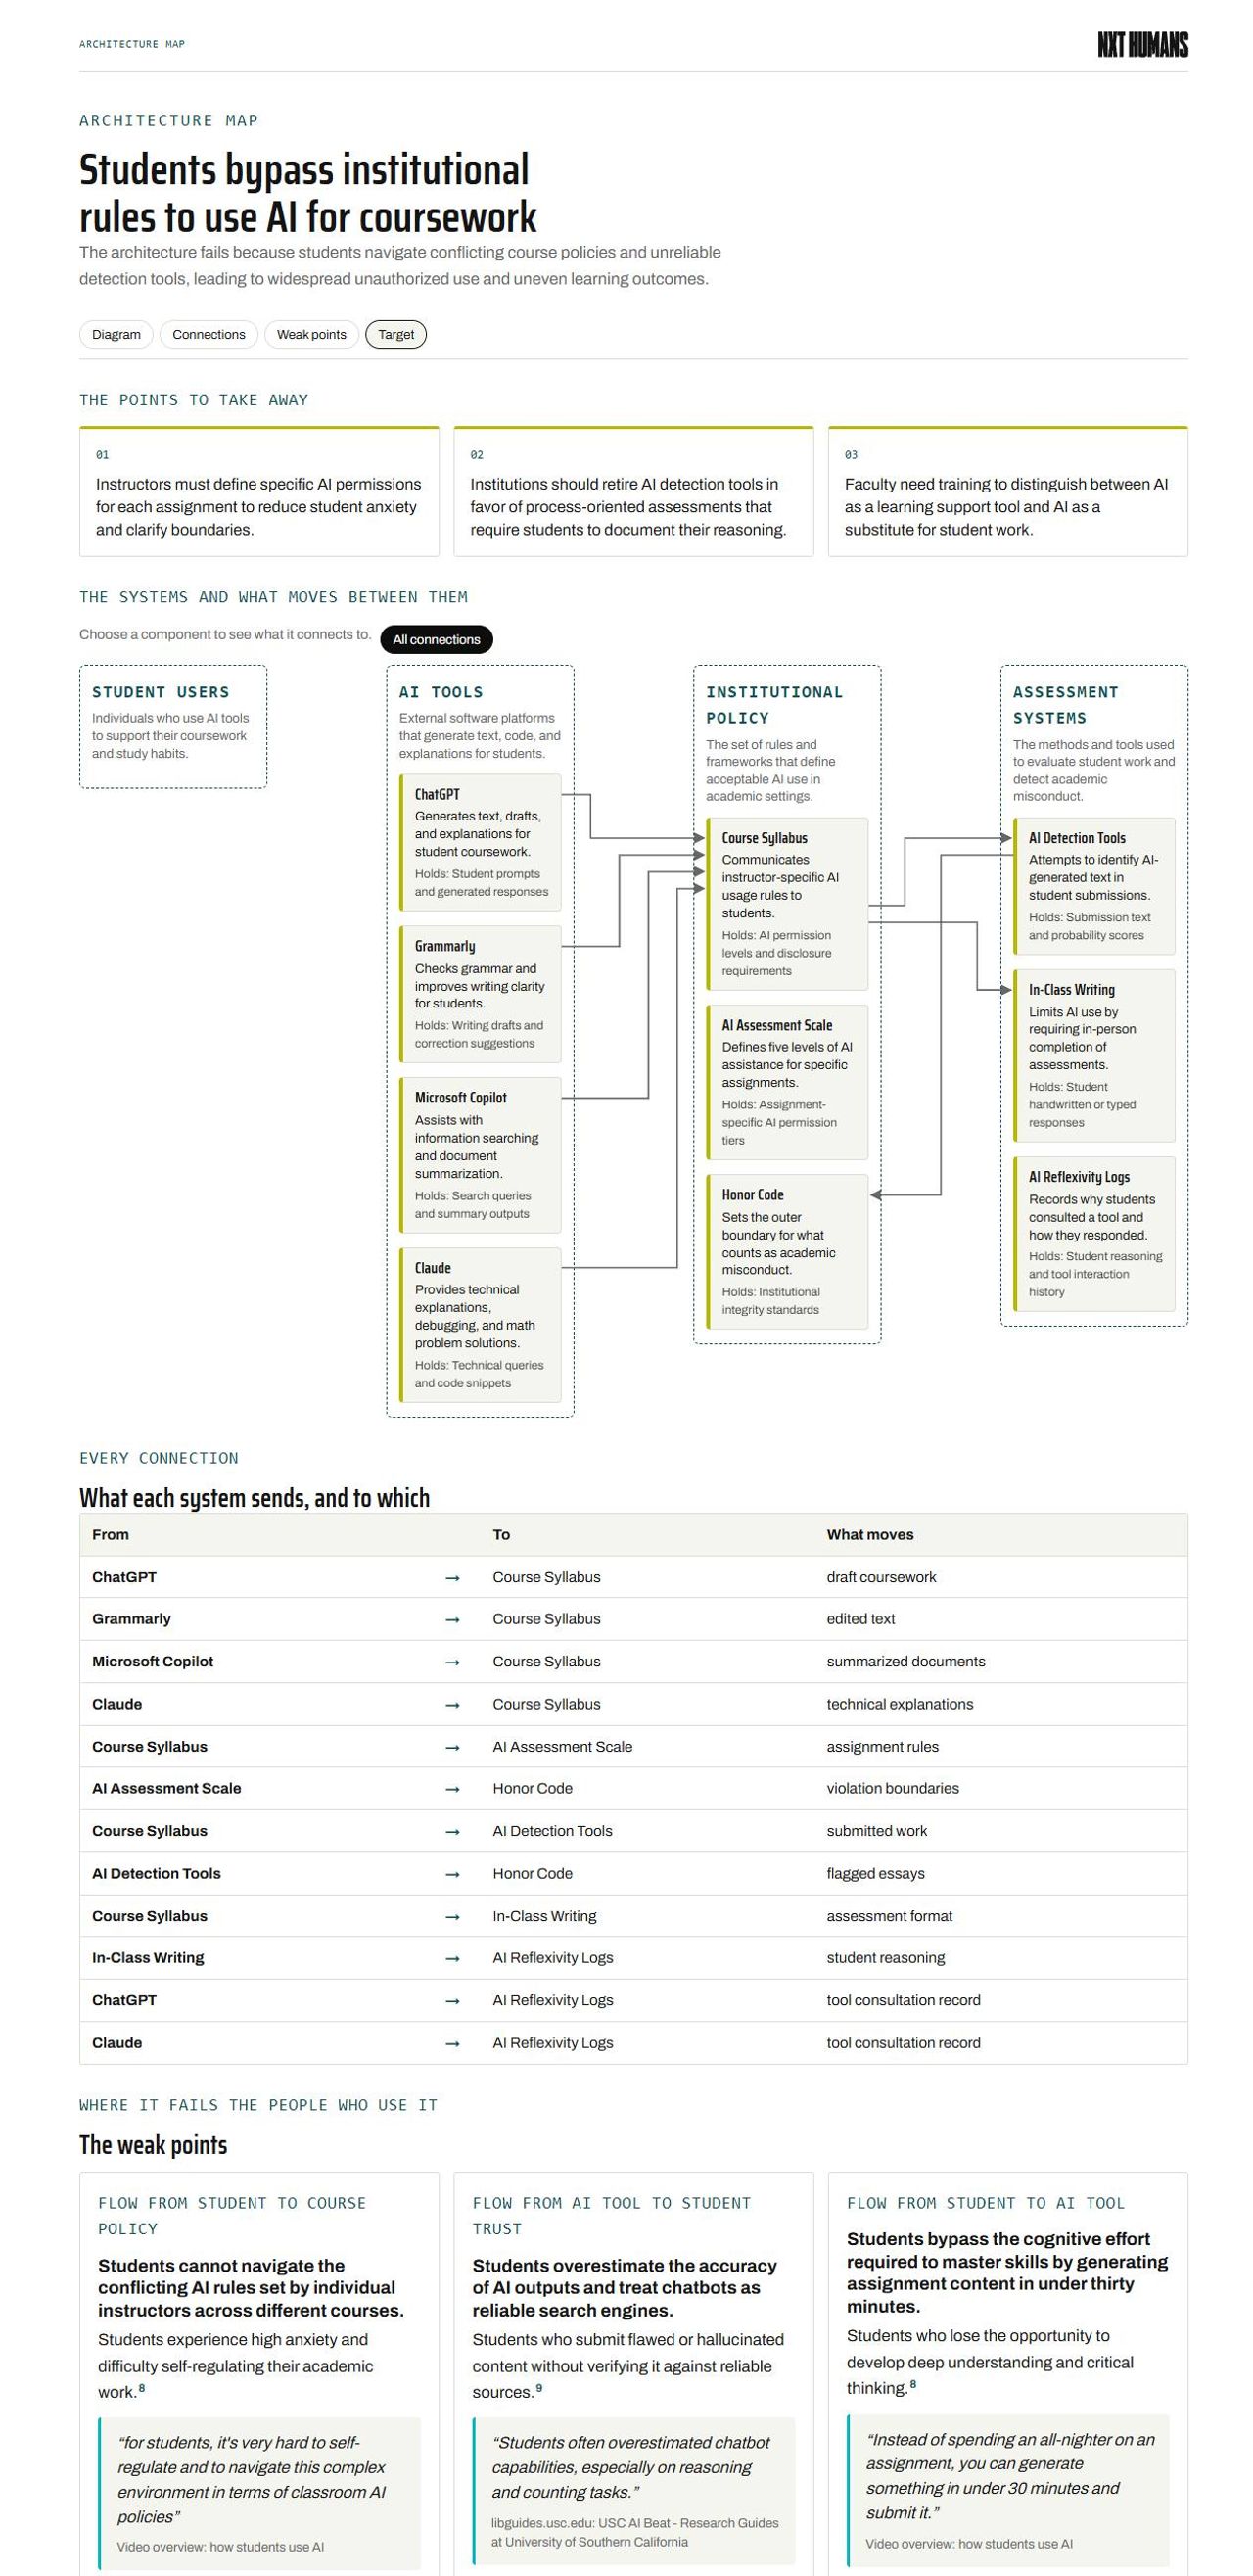 ARCHITECTURE MAP
NXT HUMANS
ARCHITECTURE MAP
Students bypass institutional
rules to use AI for coursework
The architecture fails because students navigate conflicting course policies and unreliable
detection tools, leading to widespread unauthorized use and uneven learning outcomes.
Diagram Connections Weak points Target
THE POINTS TO TAKE AWAY
01
Instructors must define specific AI permissions
for each assignment to reduce student anxiety
and clarify boundaries.
02
Institutions should retire AI detection tools in
favor of process-oriented assessments that
require students to document their reasoning.
03
Faculty need training to distinguish between AI
as a learning support tool and AI as a
substitute for student work.
THE SYSTEMS AND WHAT MOVES BETWEEN THEM
Choose a component to see what it connects to. All connections
STUDENT USERS
Individuals who use AI tools
to support their coursework
and study habits.
AI TOOLS
External software platforms
that generate text, code, and
explanations for students.
ChatGPT
Generates text, drafts,
and explanations for
student coursework.
Holds: Student prompts
and generated responses
Grammarly
Checks grammar and
improves writing clarity
for students.
Holds: Writing drafts and
correction suggestions
Microsoft Copilot
Assists with
information searching
and document
summarization.
Holds: Search queries
and summary outputs
Claude
Provides technical
explanations,
debugging, and math
problem solutions.
Holds: Technical queries
and code snippets
INSTITUTIONAL
POLICY
The set of rules and
frameworks that define
acceptable AI use in
academic settings.
Course Syllabus
Communicates
instructor-specific AI
usage rules to
students.
Holds: AI permission
levels and disclosure
requirements
AI Assessment Scale
Defines five levels of AI
assistance for specific
assignments.
Holds: Assignment-
specific AI permission
tiers
Honor Code
Sets the outer
boundary for what
counts as academic
misconduct.
Holds: Institutional
integrity standards
ASSESSMENT
SYSTEMS
The methods and tools used
to evaluate student work and
detect academic
misconduct.
AI Detection Tools
Attempts to identify AI-
generated text in
student submissions.
Holds: Submission text
and probability scores
In-Class Writing
Limits AI use by
requiring in-person
completion of
assessments.
Holds: Student
handwritten or typed
responses
AI Reflexivity Logs
Records why students
consulted a tool and
how they responded.
Holds: Student reasoning
and tool interaction
history
EVERY CONNECTION
What each system sends, and to which
From To What moves
ChatGPT → Course Syllabus draft coursework
Grammarly → Course Syllabus edited text
Microsoft Copilot → Course Syllabus summarized documents
Claude → Course Syllabus technical explanations
Course Syllabus → AI Assessment Scale assignment rules
AI Assessment Scale → Honor Code violation boundaries
Course Syllabus → AI Detection Tools submitted work
AI Detection Tools → Honor Code flagged essays
Course Syllabus → In-Class Writing assessment format
In-Class Writing → AI Reflexivity Logs student reasoning
ChatGPT → AI Reflexivity Logs tool consultation record
Claude → AI Reflexivity Logs tool consultation record
WHERE IT FAILS THE PEOPLE WHO USE IT
The weak points
FLOW FROM STUDENT TO COURSE
POLICY
Students cannot navigate the
conflicting AI rules set by individual
instructors across different courses.
Students experience high anxiety and
difficulty self-regulating their academic
work.8
“for students, it's very hard to self-
regulate and to navigate this complex
environment in terms of classroom AI
policies”
Video overview: how students use AI
FLOW FROM AI TOOL TO STUDENT
TRUST
Students overestimate the accuracy
of AI outputs and treat chatbots as
reliable search engines.
Students who submit flawed or hallucinated
content without verifying it against reliable
sources.9
“Students often overestimated chatbot
capabilities, especially on reasoning
and counting tasks.”
libguides.usc.edu: USC AI Beat - Research Guides
at University of Southern California
FLOW FROM STUDENT TO AI TOOL
Students bypass the cognitive effort
required to master skills by generating
assignment content in under thirty
minutes.
Students who lose the opportunity to
develop deep understanding and critical
thinking.8
“Instead of spending an all-nighter on an
assignment, you can generate
something in under 30 minutes and
submit it.”
Video overview: how students use AI